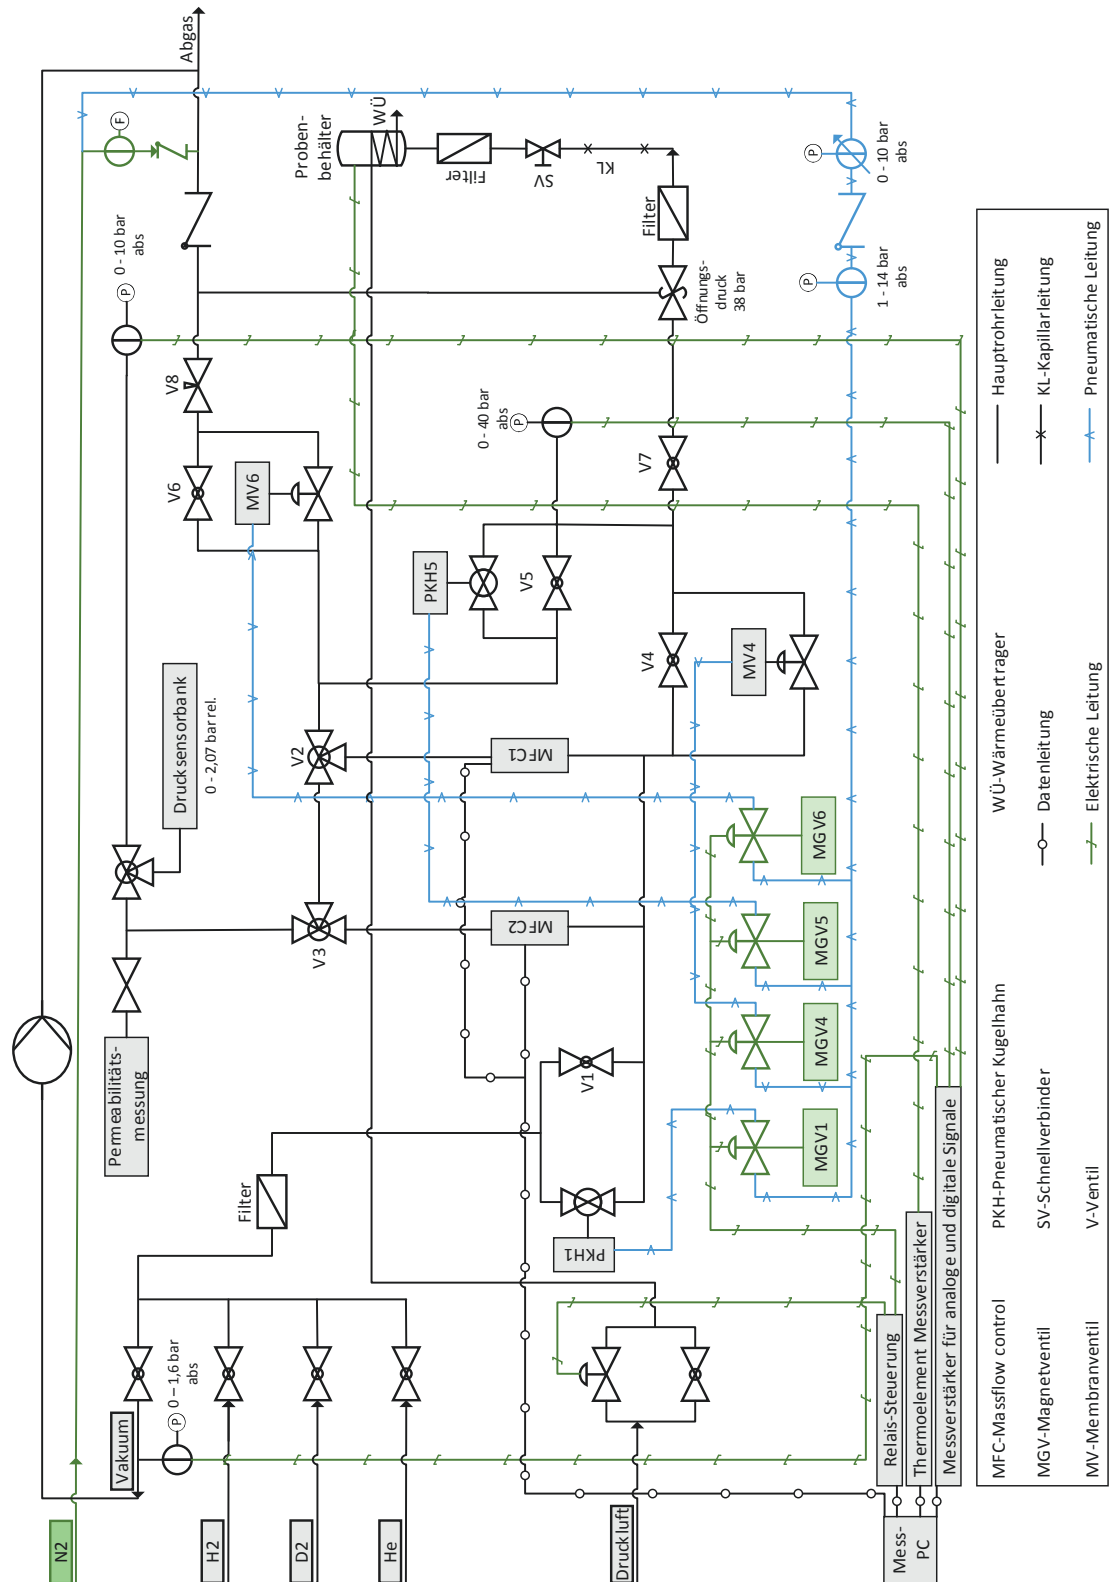 Abgas
F
Proben-
behälter
WÜ
Filter
SV
KL
Filter
P
0 - 10 bar
abs
P
0 - 10 bar
abs
Öffnungs-
druck
38 bar
P
1 - 14 bar
abs
V8
V6
MV6
0 - 40 bar
abs
P
V7
PKH5
V5
V4
MV4
Drucksensorbank
0 - 2,07 bar rel.
V2
MFC1
V3
MFC2
MGV6
MGV5
MGV4
MGV1
Permeabilitäts-
messung
V1
Filter
PKH1
Vakuum
P
0 – 1,6 bar
abs
N2
H2
D2
He
Druckluft
Relais-Steuerung
Thermoelement Messverstärker
Messverstärker für analoge und digitale Signale
Mess-
PC
MFC-Massflow control
PKH-Pneumatischer Kugelhahn
WÜ-Wärmeübertrager
Hauptrohrleitung
MGV-Magnetventil
SV-Schnellverbinder
Datenleitung
KL-Kapillarleitung
MV-Membranventil
V-Ventil
Elektrische Leitung
Pneumatische Leitung